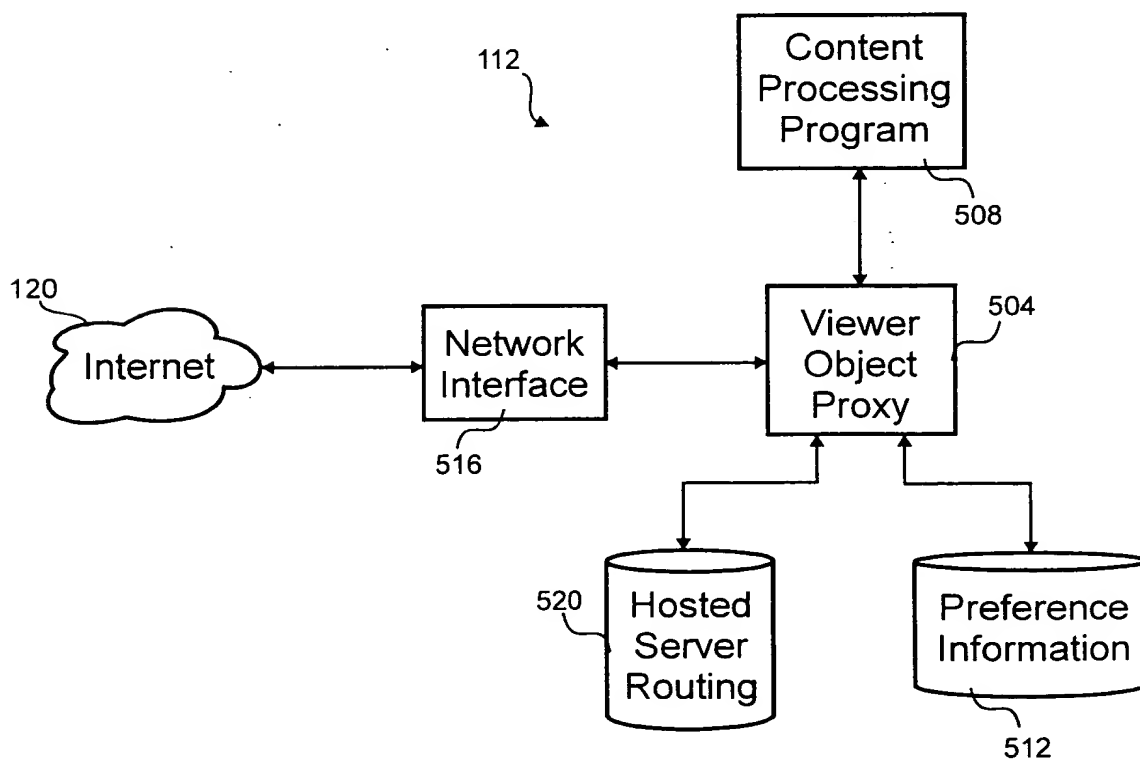 112
Content
Processing
Program
508
120
Internet
Network
Interface
516
Viewer
Object
Proxy
504
520
Hosted
Server
Routing
Preference
Information
512